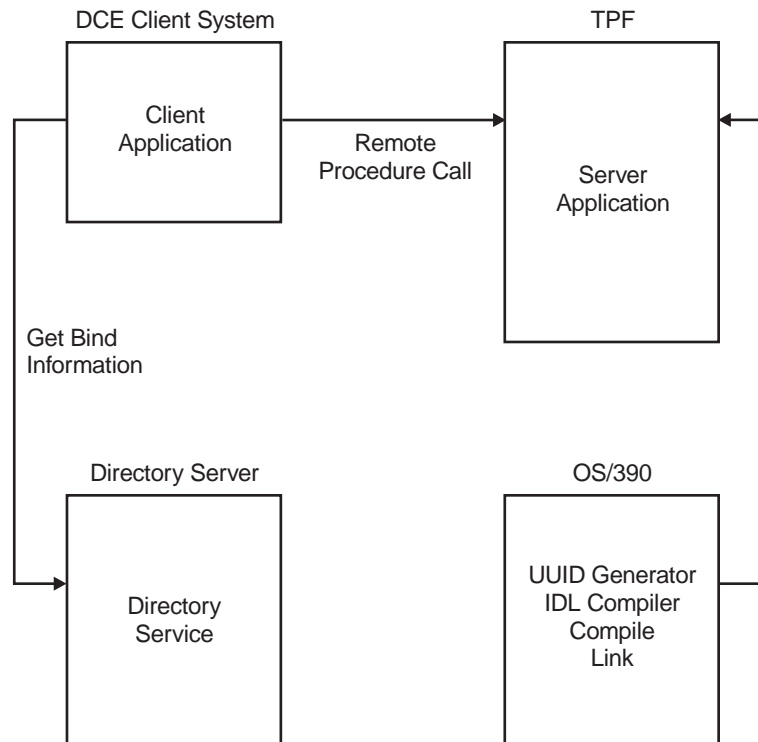 DCE Client System
TPF
Client
Application
Remote
Procedure Call
Server
Application
Get Bind
Information
Directory Server
OS/390
Directory
Service
UUID Generator
IDL Compiler
Compile
Link